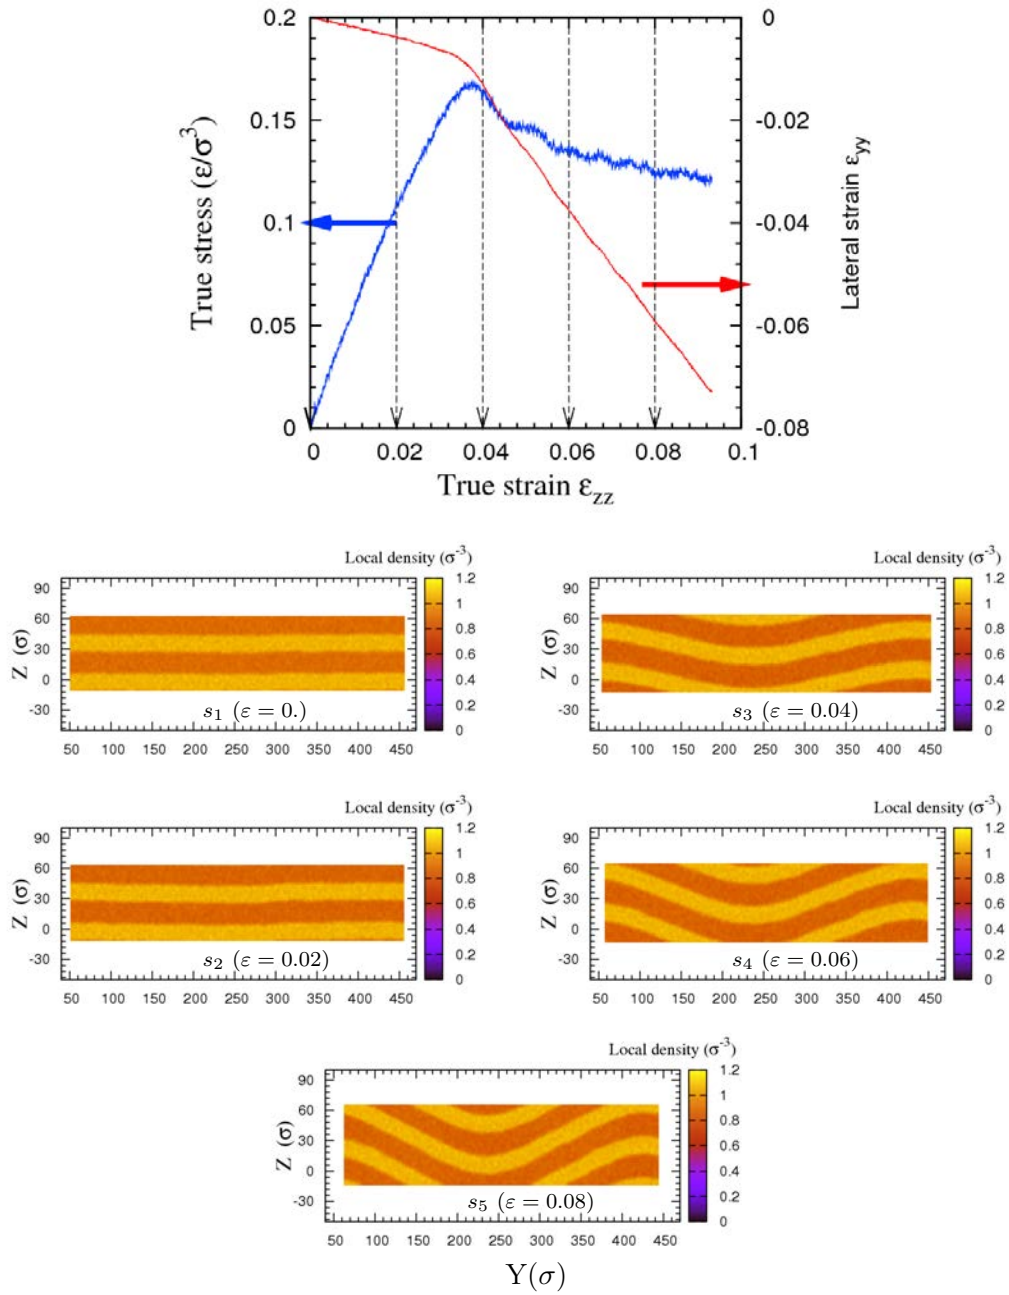 0.2
0.15
0.1
0.05
0
True stress (ε/σ³)
0
-0.02
-0.04
-0.06
-0.08
Lateral strain ε_yy
0 0.02 0.04 0.06 0.08 0.1
True strain ε_zz
Local density (σ⁻³)
90
60
30
0
-30
Z (σ)
1.2
1
0.8
0.6
0.4
0.2
0
s₁ (ε = 0.)
50 100 150 200 250 300 350 400 450
Local density (σ⁻³)
90
60
30
0
-30
Z (σ)
1.2
1
0.8
0.6
0.4
0.2
0
s₃ (ε = 0.04)
50 100 150 200 250 300 350 400 450
Local density (σ⁻³)
90
60
30
0
-30
Z (σ)
1.2
1
0.8
0.6
0.4
0.2
0
s₂ (ε = 0.02)
50 100 150 200 250 300 350 400 450
Local density (σ⁻³)
90
60
30
0
-30
Z (σ)
1.2
1
0.8
0.6
0.4
0.2
0
s₄ (ε = 0.06)
50 100 150 200 250 300 350 400 450
Local density (σ⁻³)
90
60
30
0
-30
Z (σ)
1.2
1
0.8
0.6
0.4
0.2
0
s₅ (ε = 0.08)
50 100 150 200 250 300 350 400 450
Y(σ)